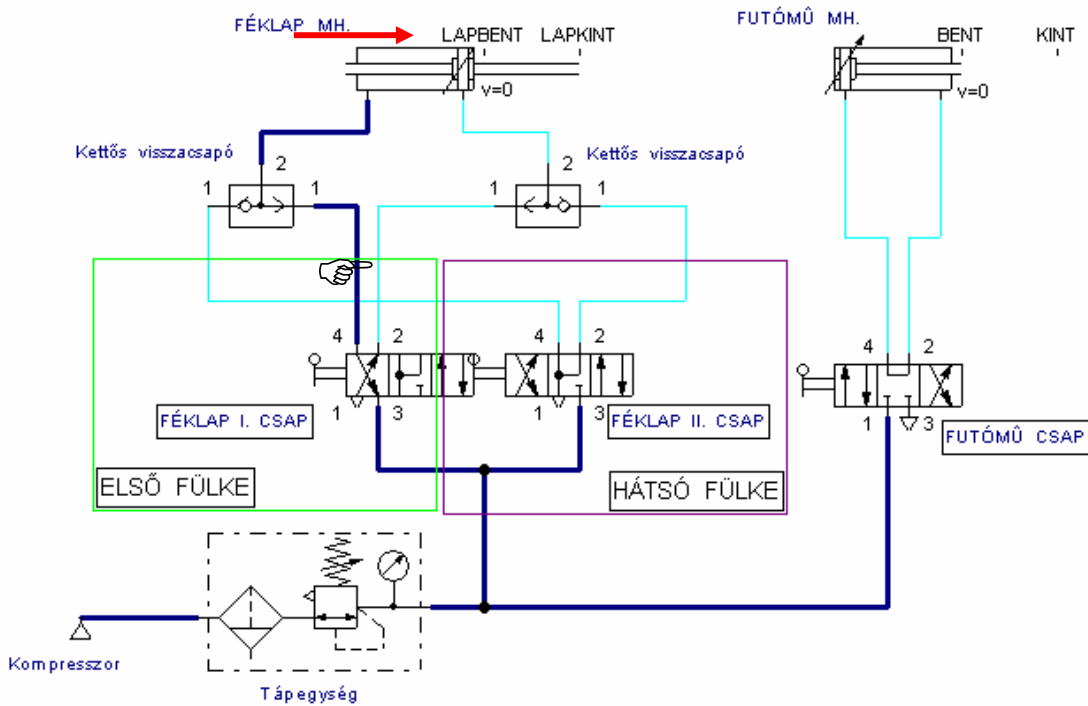 FÉKLAP MH.
LAPBENT LAPKINT
FUTÓMÛ MH.
BENT KINT
v=0
v=0
Kettős visszacsapó
2
1 1
Kettős visszacsapó
2
1 1
4 2
1 3
4 2
1 3
4 2
1 3
FÉKLAP I. CSAP
FÉKLAP II. CSAP
FUTÓMÛ CSAP
ELSŐ FÜLKE
HÁTSÓ FÜLKE
Kompresszor
Tápegység